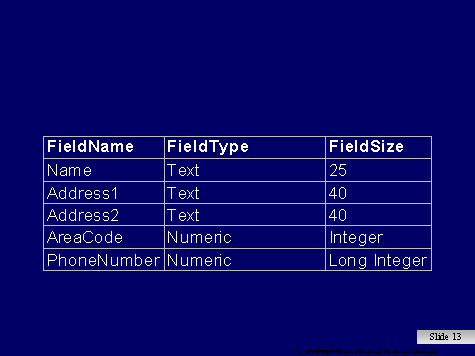 FieldName FieldType FieldSize
Name Text 25
Address1 Text 40
Address2 Text 40
AreaCode Numeric Integer
PhoneNumber Numeric Long Integer
Slide 13